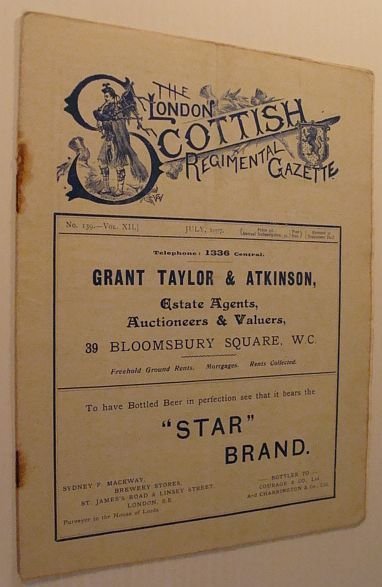 THE
LONDON
SCOTTISH
REGIMENTAL
GAZETTE
No. 139.—VOL. XII.]
JULY, 1907.
Telephone: 1336 Central.
GRANT TAYLOR & ATKINSON,
Estate Agents,
Auctioneers & Valuers,
39 BLOOMSBURY SQUARE, W.C.
Freehold Ground Rents. Mortgages. Rents Collected.
To have Bottled Beer in perfection see that it bears the
"STAR"
BRAND.
SYDNEY P. MACKWAY,
BREWERY STORES,
ST. JAMES'S ROAD & LINSEY STREET,
LONDON, S.E.
Purveyor to the House of Lords.
— BOTTLER TO —
COURAGE & CO., Ltd.
And CHARRINGTON & Co., Ltd.